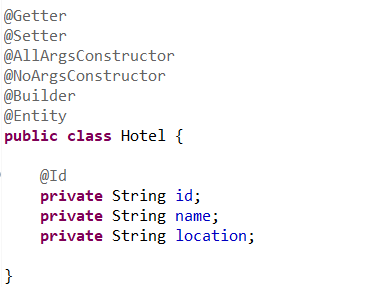 @Getter
@Setter
@AllArgsConstructor
@NoArgsConstructor
@Builder
@Entity
public class Hotel {
@Id
private String id;
private String name;
private String location;
}